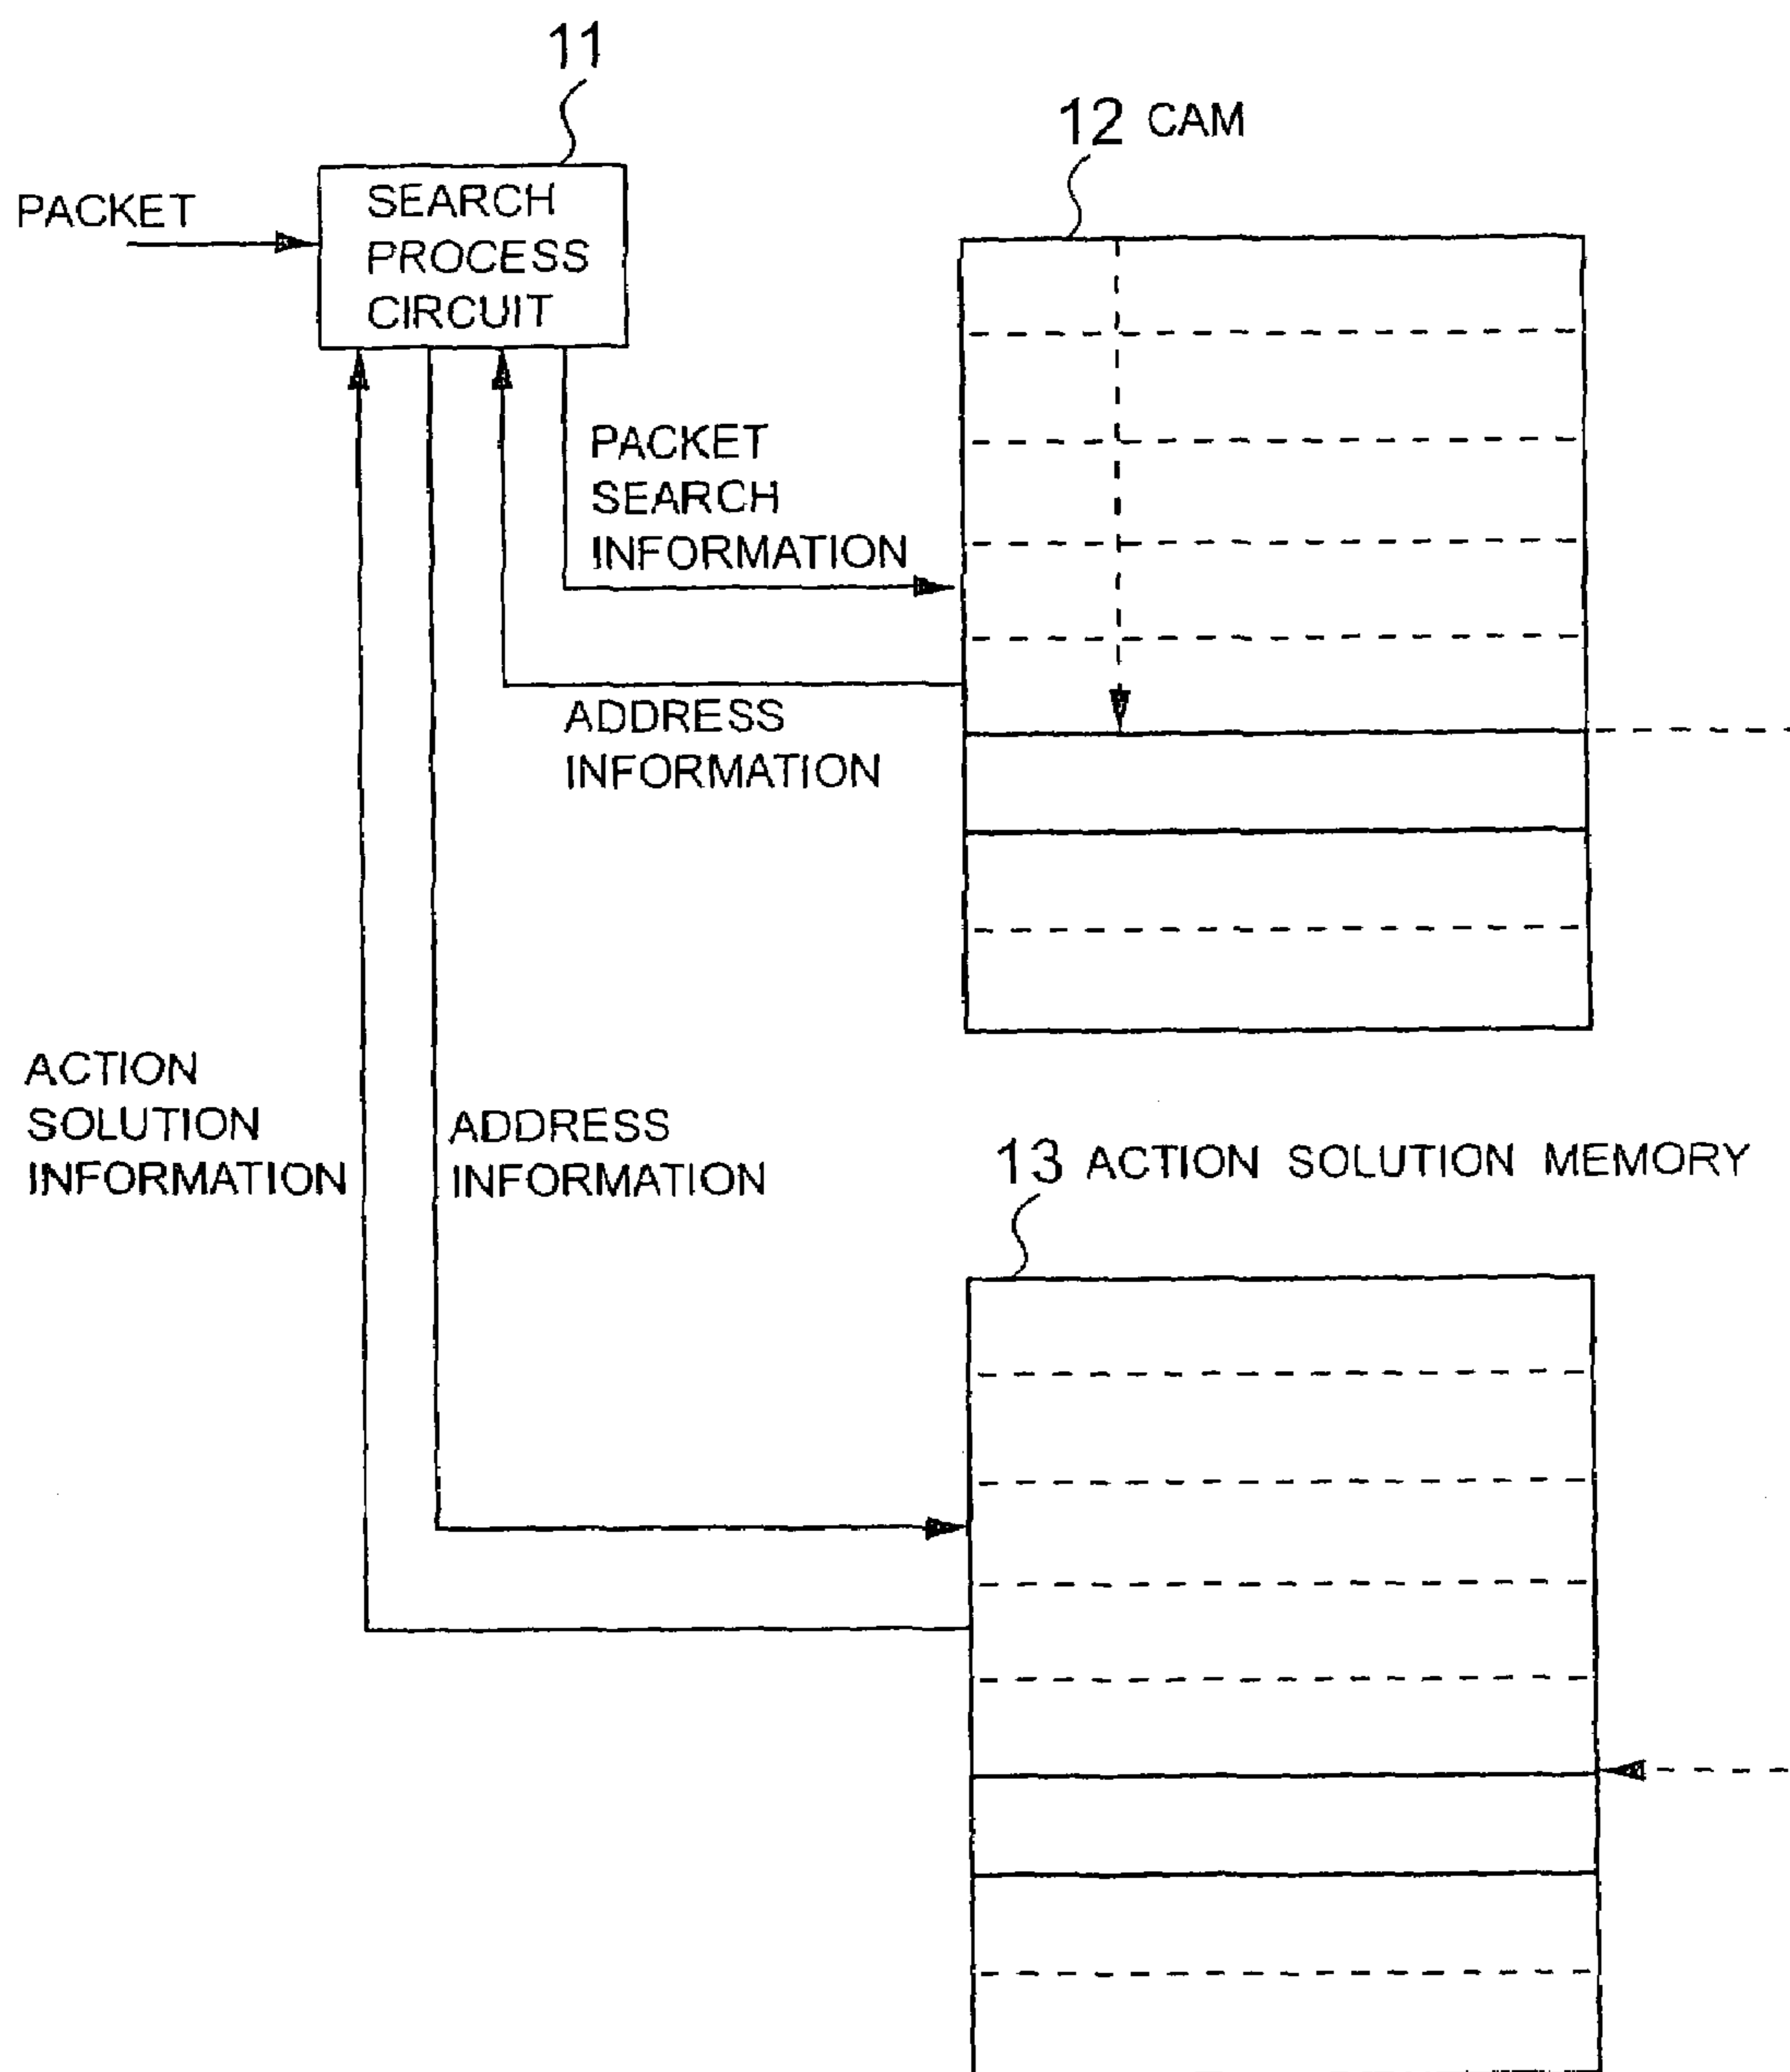 11
12 CAM
PACKET
SEARCH
PROCESS
CIRCUIT
PACKET
SEARCH
INFORMATION
ADDRESS
INFORMATION
ACTION
SOLUTION
INFORMATION
ADDRESS
INFORMATION
13 ACTION SOLUTION MEMORY